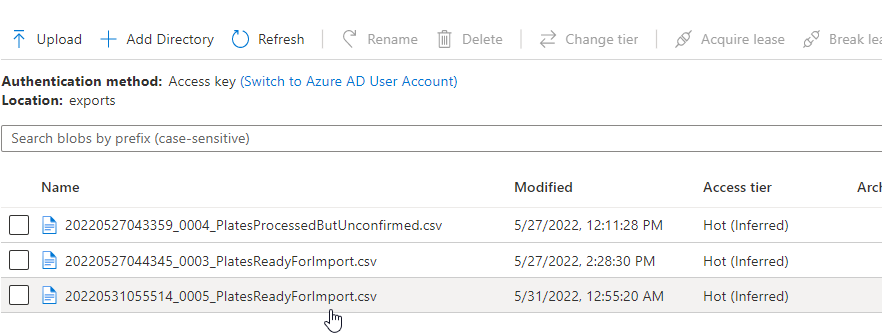 Upload Add Directory Refresh Rename Delete Change tier Acquire lease Break lea
Authentication method: Access key (Switch to Azure AD User Account)
Location: exports
Search blobs by prefix (case-sensitive)
Name Modified Access tier Arc
20220527043359_0004_PlatesProcessedButUnconfirmed.csv 5/27/2022, 12:11:28 PM Hot (Inferred)
20220527044345_0003_PlatesReadyForImport.csv 5/27/2022, 2:28:30 PM Hot (Inferred)
20220531055514_0005_PlatesReadyForImport.csv 5/31/2022, 12:55:20 AM Hot (Inferred)